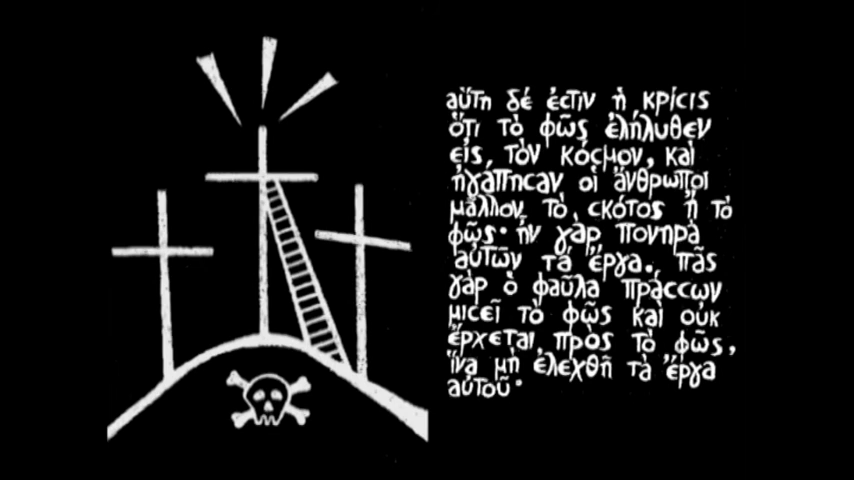 αὕτη δέ ἐςτιν ἡ κρίςις
ὅτι τὸ φῶς ἐλήλυθεν
εἰς τὸν κόςμον, καὶ
ἠγάπηςαν οἱ ἄνθρωποι
μᾶλλον τὸ ςκότος ἢ τὸ
φῶς· ἦν γὰρ πονηρὰ
αὐτῶν τὰ ἔργα. πᾶς
γὰρ ὁ φαῦλα πράςςων
μιςεῖ τὸ φῶς καὶ οὐκ
ἔρχεται πρὸς τὸ φῶς,
ἵνα μὴ ἐλεχθῇ τὰ ἔργα
αὐτοῦ·